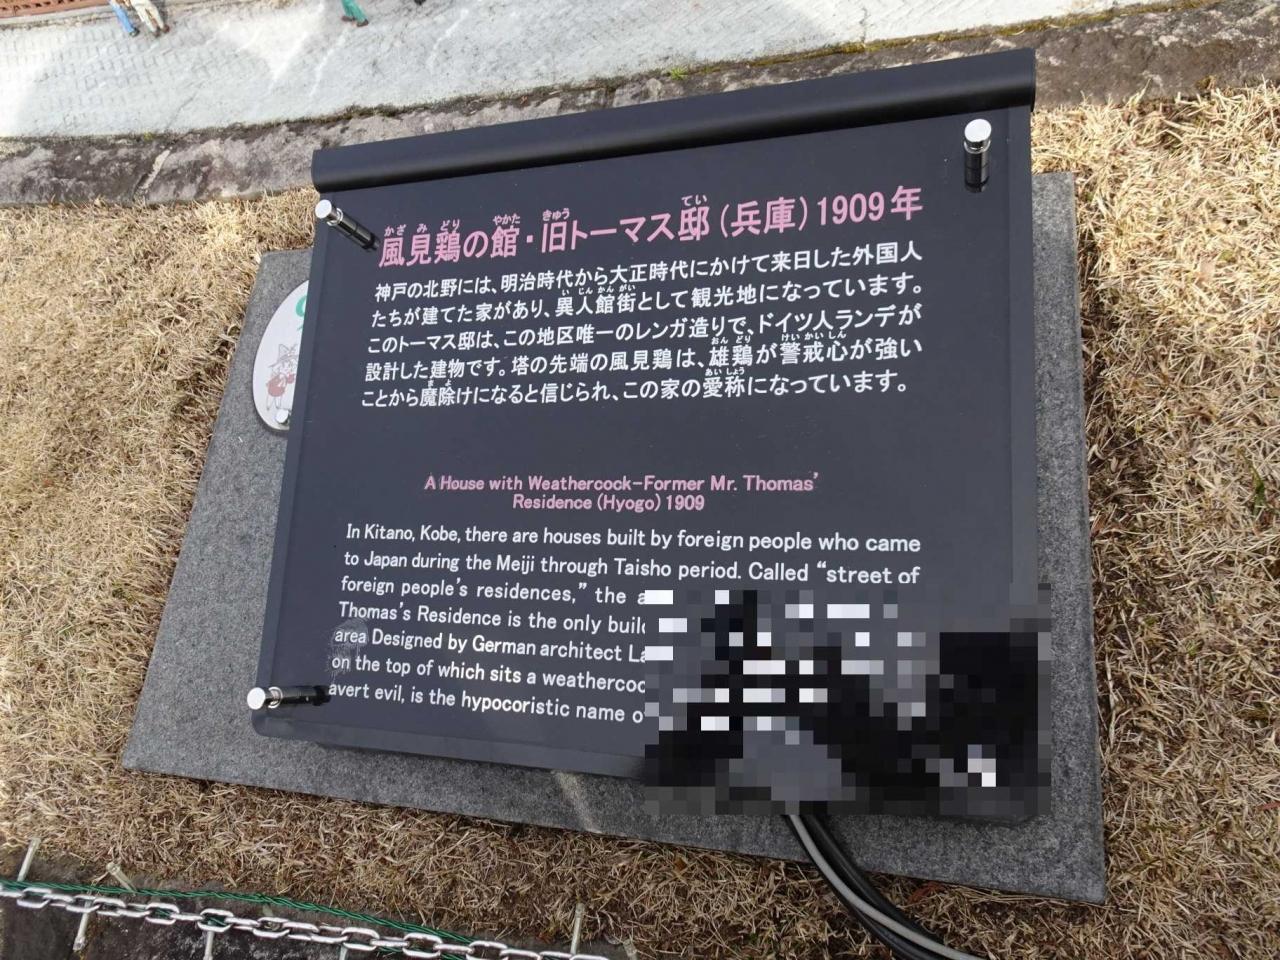 風見鶏の館・旧トーマス邸(兵庫)1909年
神戸の北野には、明治時代から大正時代にかけて来日した外国人
たちが建てた家があり、異人館街として観光地になっています。
このトーマス邸は、この地区唯一のレンガ造りで、ドイツ人ランデが
設計した建物です。塔の先端の風見鶏は、雄鶏が警戒心が強い
ことから魔除けになると信じられ、この家の愛称になっています。
A House with Weathercock–Former Mr. Thomas'
Residence (Hyogo) 1909
In Kitano, Kobe, there are houses built by foreign people who came
to Japan during the Meiji through Taisho period. Called “street of
foreign people's residences,” the
Thomas's Residence is the only
area Designed by German architect
on the top of which sits a
avert evil, is the hypocoristic name